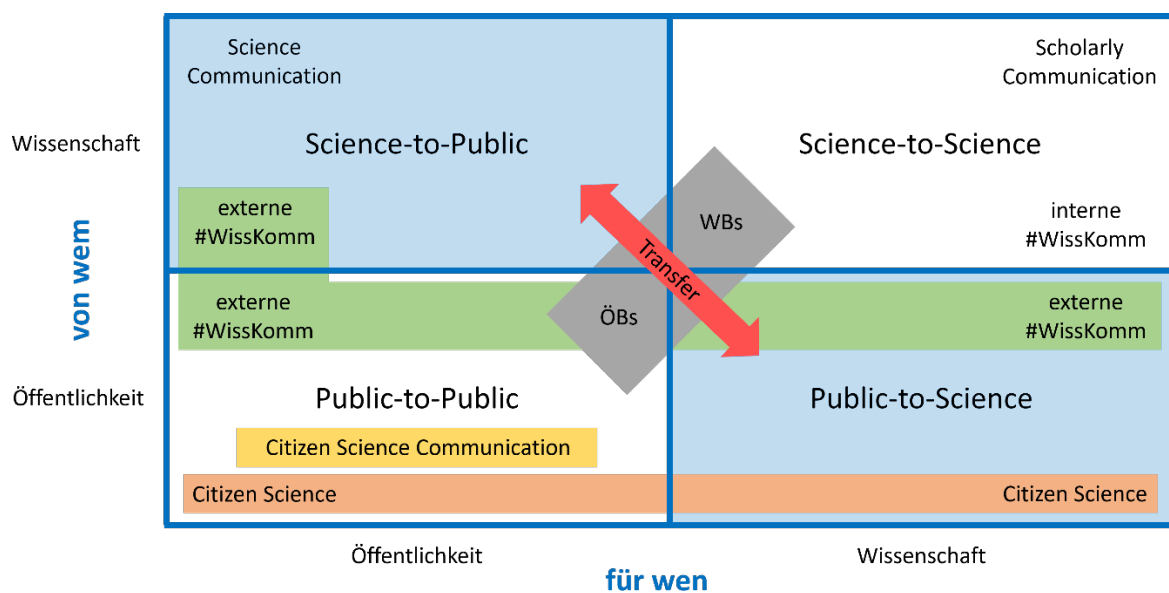 Science
Communication
Scholarly
Communication
Wissenschaft
Science-to-Public
Science-to-Science
externe
#WissKomm
WBs
interne
#WissKomm
Transfer
von wem
externe
#WissKomm
ÖBs
externe
#WissKomm
Öffentlichkeit
Public-to-Public
Public-to-Science
Citizen Science Communication
Citizen Science
Citizen Science
Öffentlichkeit
Wissenschaft
für wen